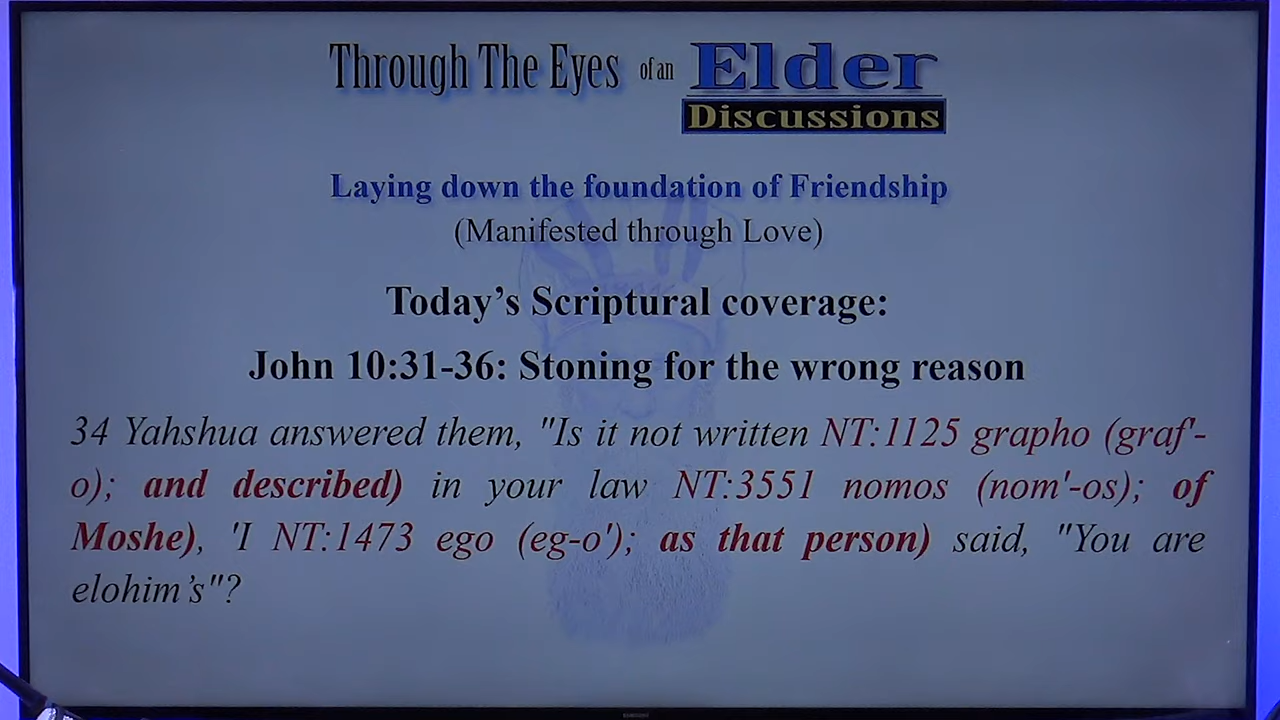 Through The Eyes of an Elder
Discussions
Laying down the foundation of Friendship
(Manifested through Love)
Today’s Scriptural coverage:
John 10:31-36: Stoning for the wrong reason
34 Yahshua answered them, "Is it not written NT:1125 grapho (graf'-
o); and described) in your law NT:3551 nomos (nom'-os); of
Moshe), 'I NT:1473 ego (eg-o'); as that person) said, "You are
elohim’s"?